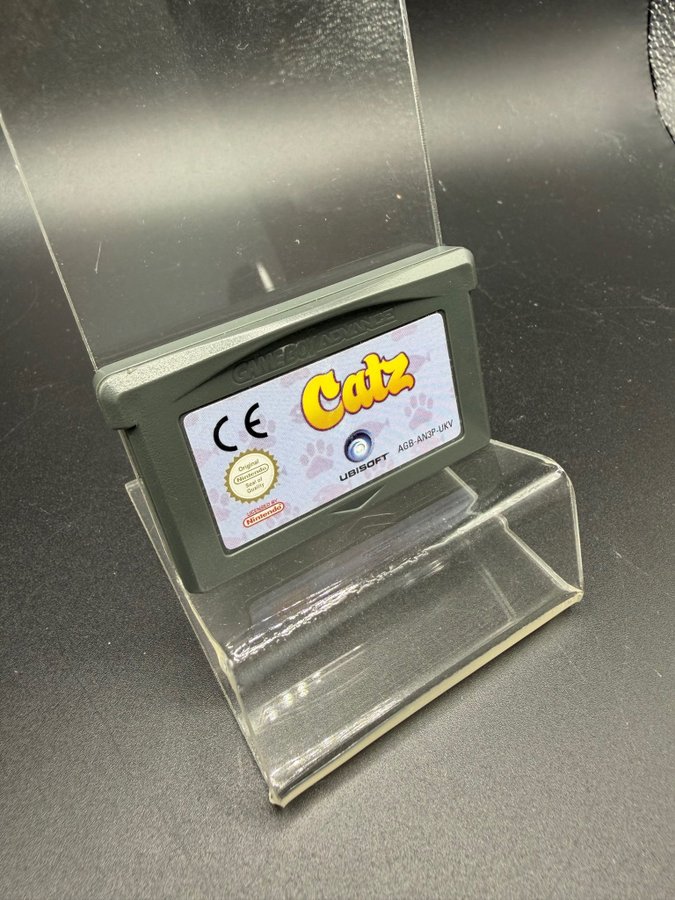 GAME BOY ADVANCE
Catz
CE
UBISOFT
AGB-AN3P-UKV
Original
Nintendo
Seal of
Quality
LICENSED BY
Nintendo